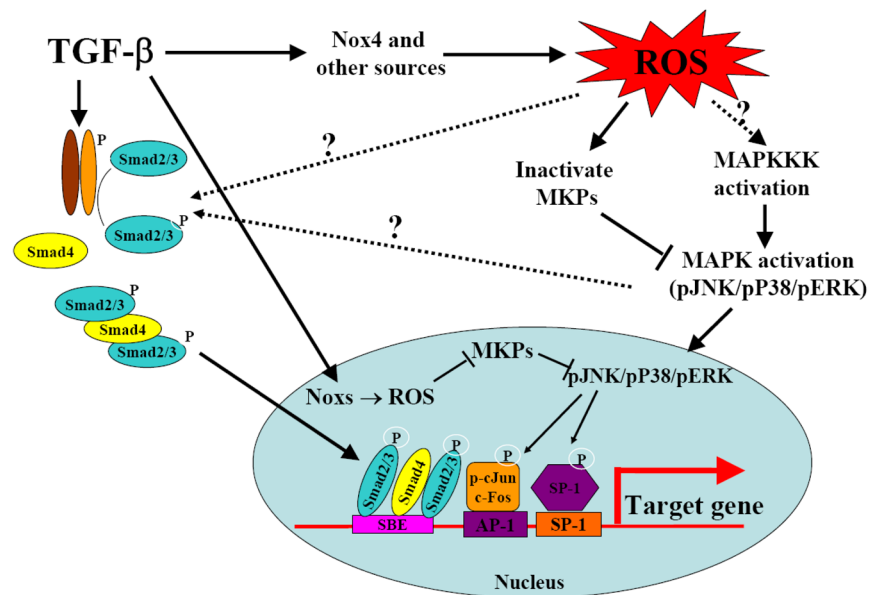 TGF-β
Nox4 and
other sources
ROS
?
?
P
Smad2/3
Inactivate
MKPs
MAPKKK
activation
P
Smad2/3
?
Smad4
MAPK activation
(pJNK/pP38/pERK)
P
Smad2/3
Smad4
P
Smad2/3
MKPs
pJNK/pP38/pERK
Noxs → ROS
P
P
P
P
Smad2/3
Smad4
Smad2/3
p-cJun
c-Fos
SP-1
Target gene
SBE
AP-1
SP-1
Nucleus